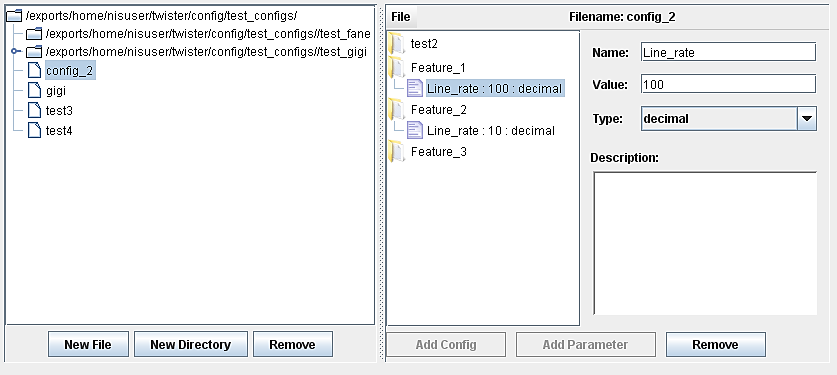 /exports/home/nisuser/twister/config/test_configs/
/exports/home/nisuser/twister/config/test_configs//test_fane
/exports/home/nisuser/twister/config/test_configs//test_gigi
config_2
gigi
test3
test4
New File
New Directory
Remove
File
Filename: config_2
test2
Feature_1
Line_rate : 100 : decimal
Feature_2
Line_rate : 10 : decimal
Feature_3
Name: Line_rate
Value: 100
Type: decimal
Description:
Add Config
Add Parameter
Remove